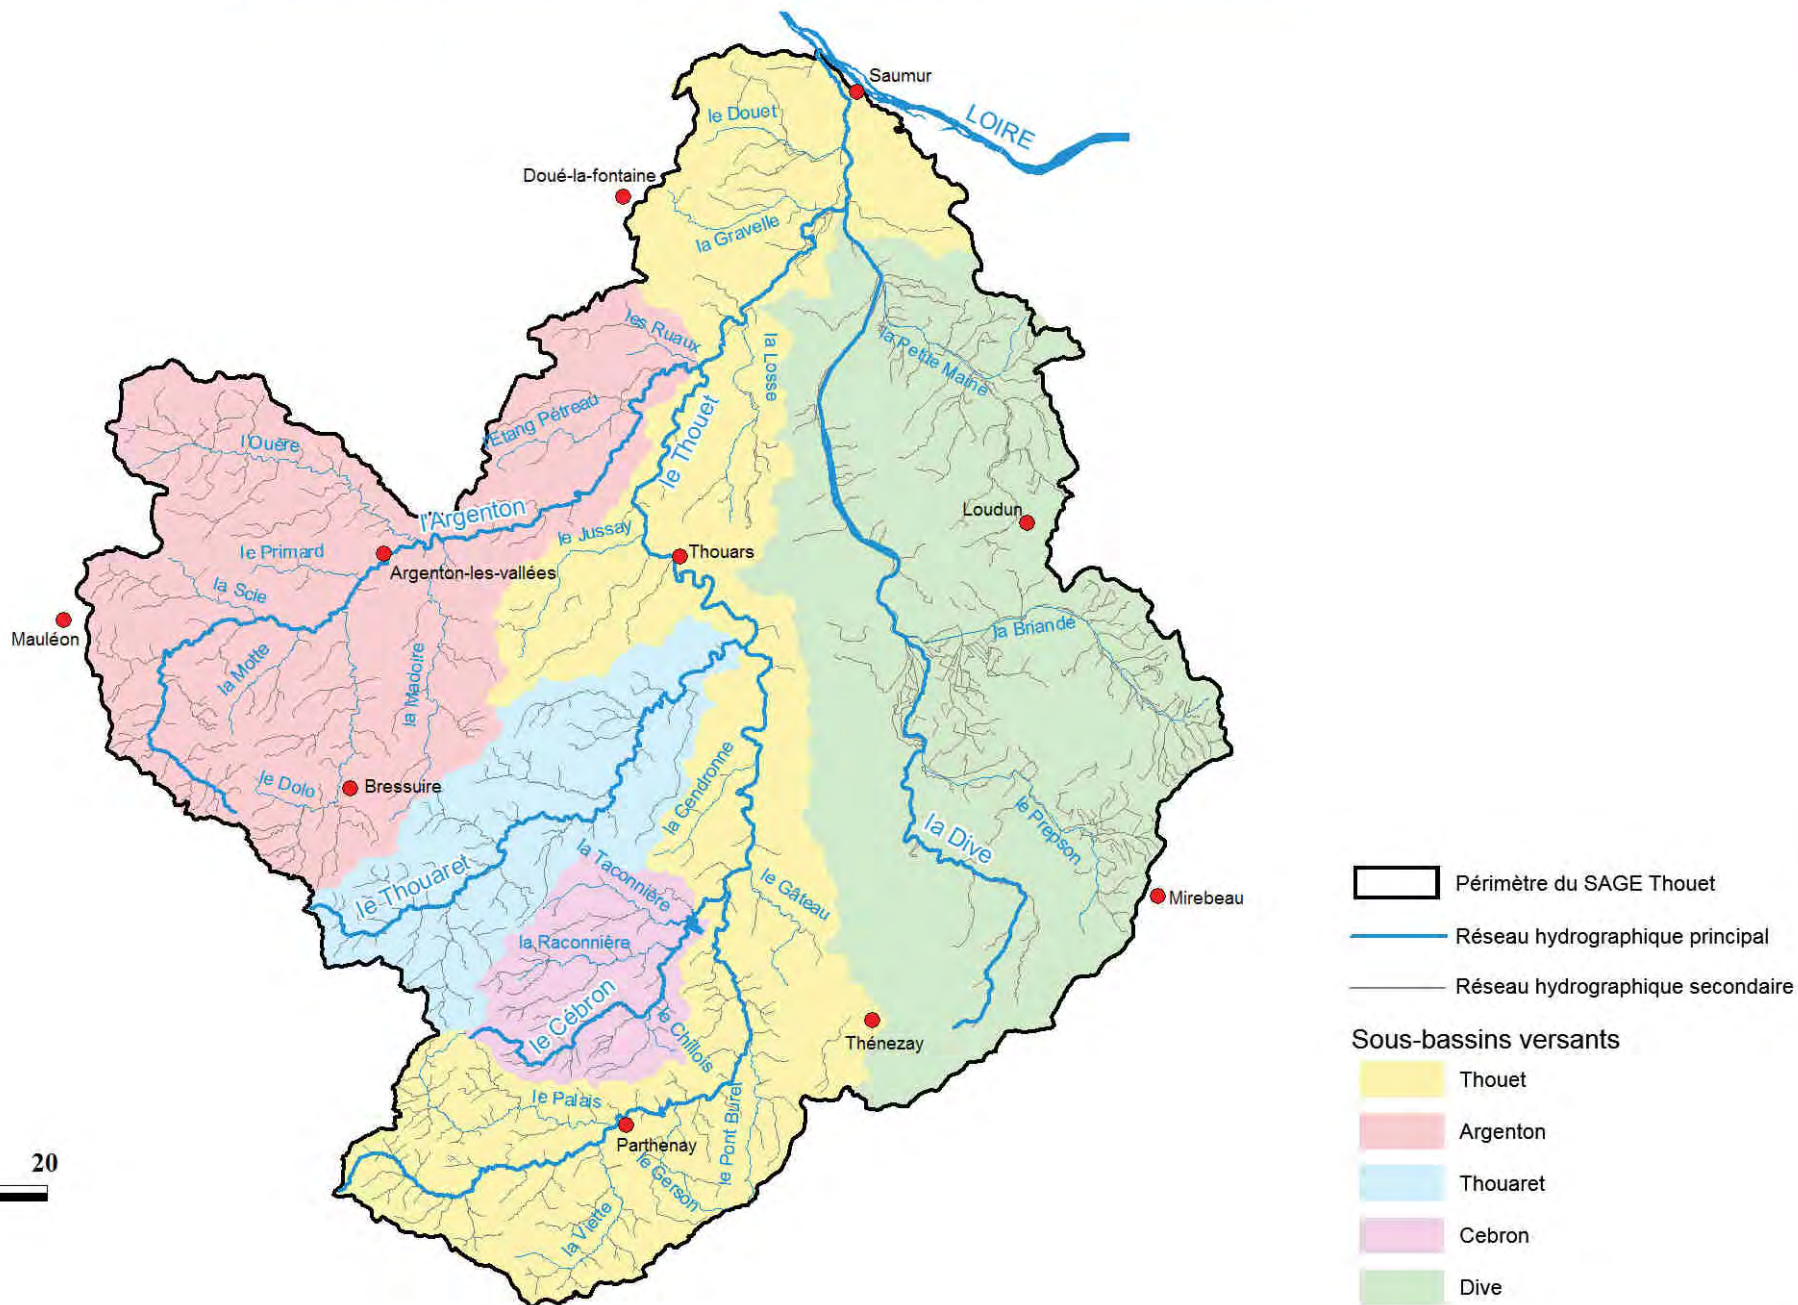 Saumur
LOIRE
le Douet
Doué-la-fontaine
la Gravelle
les Ruaux
la Losse
la Petite Maine
l'Etang Pétreau
le Thouet
l'Ouère
l'Argenton
le Jussay
Loudun
le Primard
Argenton-les-vallées
Thouars
la Scie
Mauléon
la Motte
la Madoire
la Briande
le Dolo
Bressuire
la Cendronne
le Prepson
la Dive
le Thouaret
la Taconnière
le Gâteau
Mirebeau
la Raconnière
le Cébron
le Chillois
Thénezay
le Palais
Parthenay
le Pont Buret
le Gerson
la Viette
20
Périmètre du SAGE Thouet
Réseau hydrographique principal
Réseau hydrographique secondaire
Sous-bassins versants
Thouet
Argenton
Thouaret
Cebron
Dive